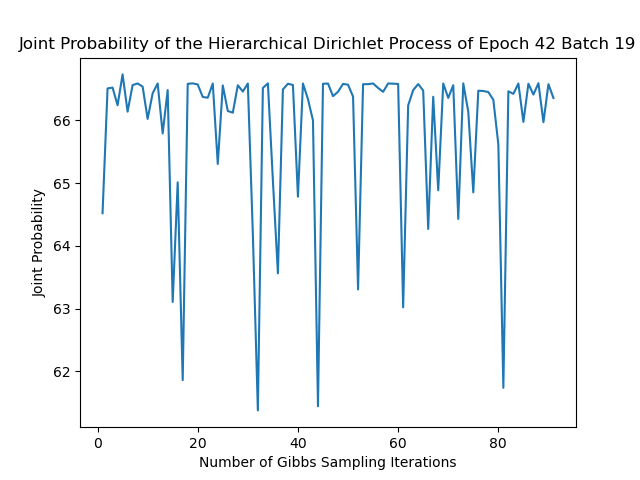 Joint Probability of the Hierarchical Dirichlet Process of Epoch 42 Batch 19
Joint Probability
66
65
64
63
62
0 20 40 60 80
Number of Gibbs Sampling Iterations